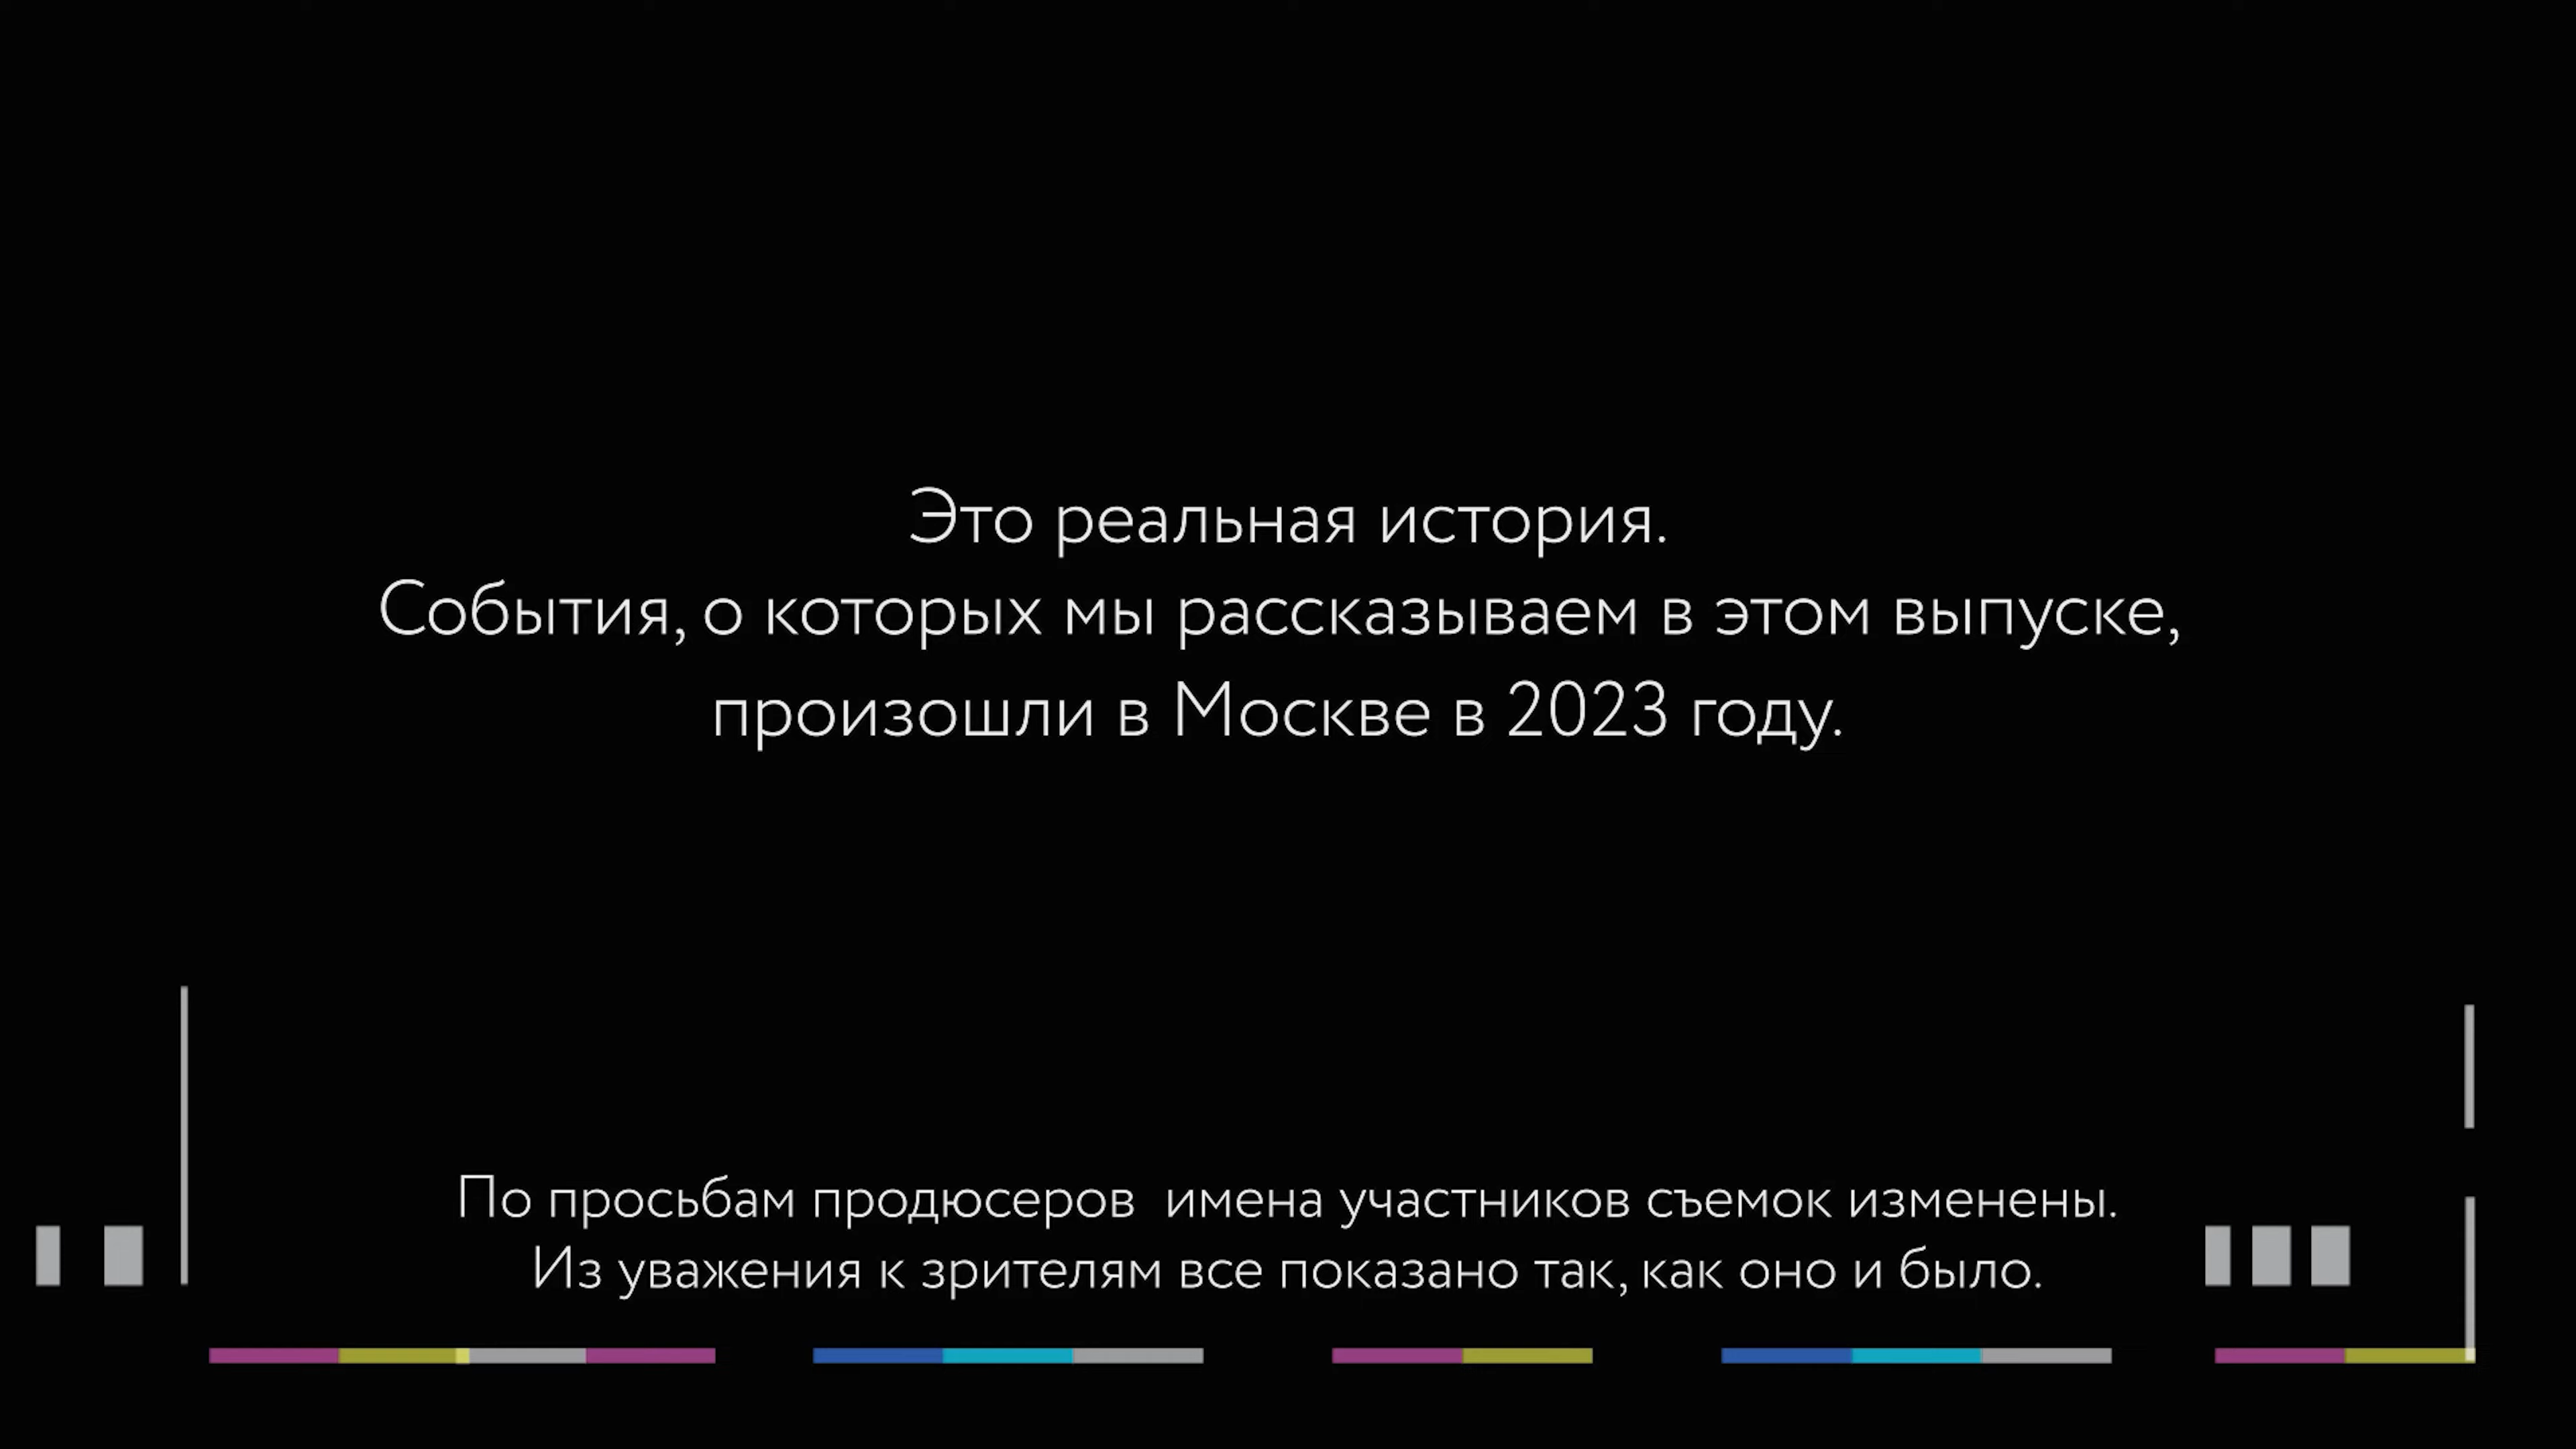 Это реальная история.
События, о которых мы рассказываем в этом выпуске,
произошли в Москве в 2023 году.
По просьбам продюсеров имена участников съемок изменены.
Из уважения к зрителям все показано так, как оно и было.